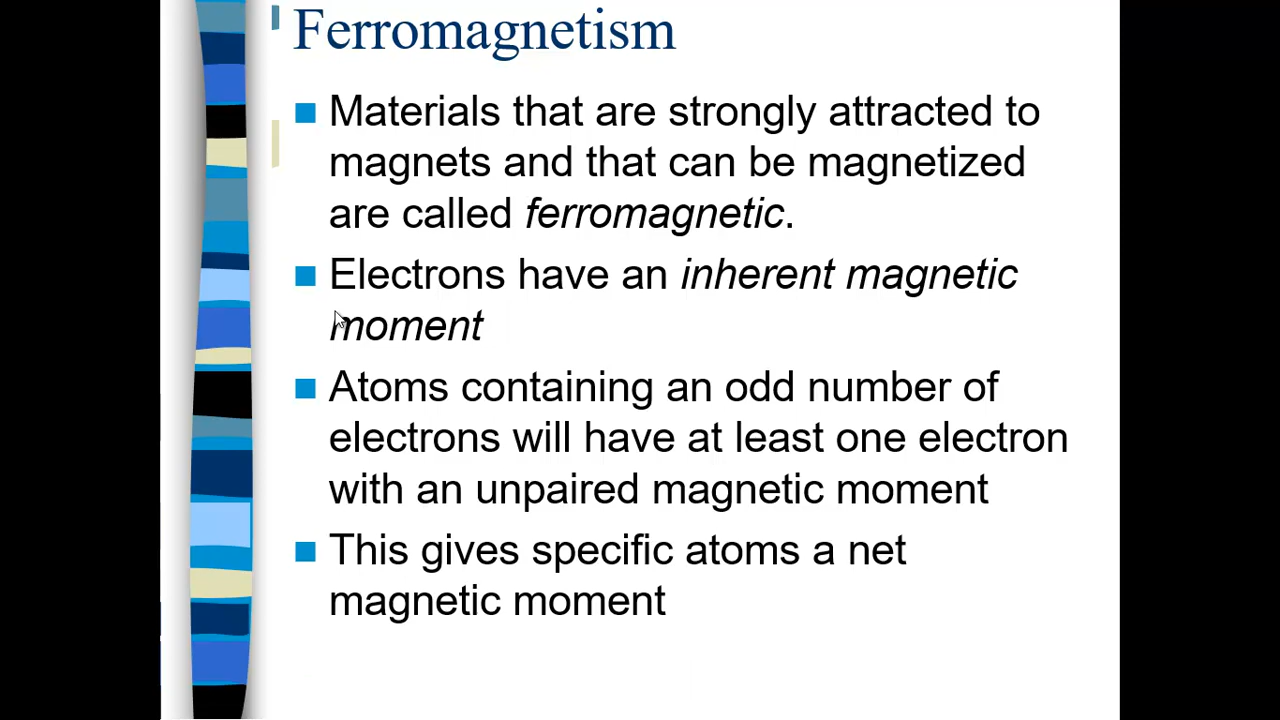 Ferromagnetism
Materials that are strongly attracted to
magnets and that can be magnetized
are called ferromagnetic.
Electrons have an inherent magnetic
moment
Atoms containing an odd number of
electrons will have at least one electron
with an unpaired magnetic moment
This gives specific atoms a net
magnetic moment